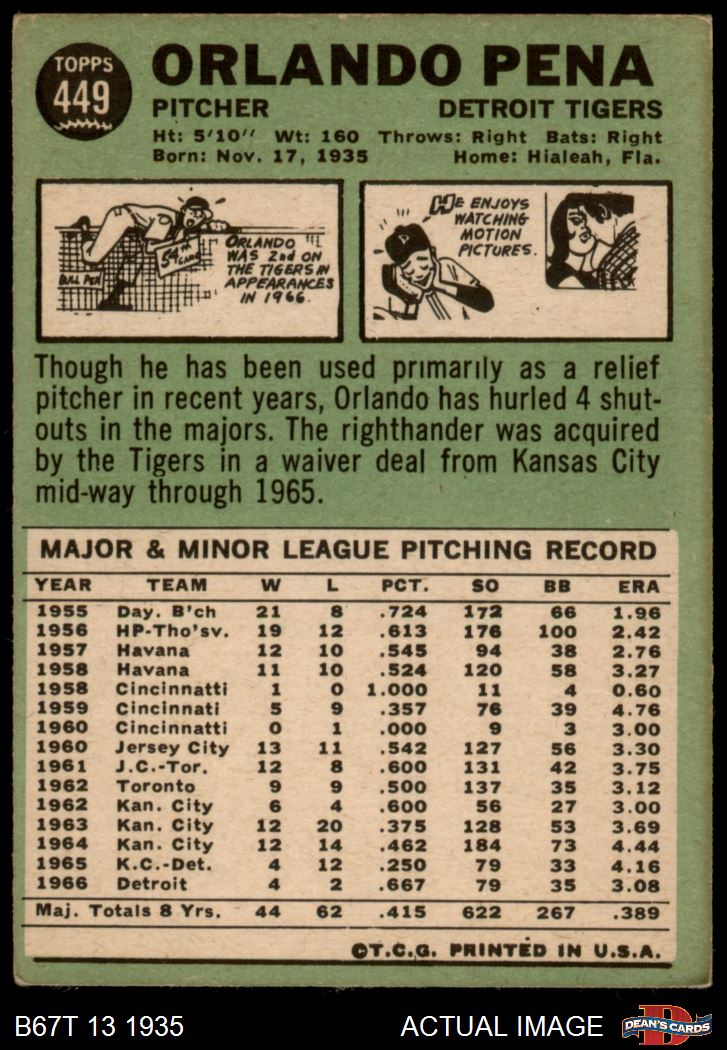 TOPPS
449
ORLANDO PENA
PITCHER DETROIT TIGERS
Ht: 5'10" Wt: 160 Throws: Right Bats: Right
Born: Nov. 17, 1935 Home: Hialeah, Fla.
BULL PEN
54TH
GAME
ORLANDO
WAS 2nd ON
THE TIGERS IN
APPEARANCES
IN 1966.
HE ENJOYS
WATCHING
MOTION
PICTURES.
Though he has been used primarily as a relief
pitcher in recent years, Orlando has hurled 4 shut-
outs in the majors. The righthander was acquired
by the Tigers in a waiver deal from Kansas City
mid-way through 1965.
MAJOR & MINOR LEAGUE PITCHING RECORD
YEAR TEAM W L PCT. SO BB ERA
1955 Day. B'ch 21 8 .724 172 66 1.96
1956 HP-Tho'sv. 19 12 .613 176 100 2.42
1957 Havana 12 10 .545 94 38 2.76
1958 Havana 11 10 .524 120 58 3.27
1958 Cincinnatti 1 0 1.000 11 4 0.60
1959 Cincinnati 5 9 .357 76 39 4.76
1960 Cincinnatti 0 1 .000 9 3 3.00
1960 Jersey City 13 11 .542 127 56 3.30
1961 J.C.-Tor. 12 8 .600 131 42 3.75
1962 Toronto 9 9 .500 137 35 3.12
1962 Kan. City 6 4 .600 56 27 3.00
1963 Kan. City 12 20 .375 128 53 3.69
1964 Kan. City 12 14 .462 184 73 4.44
1965 K.C.-Det. 4 12 .250 79 33 4.16
1966 Detroit 4 2 .667 79 35 3.08
Maj. Totals 8 Yrs. 44 62 .415 622 267 .389
©T.C.G. PRINTED IN U.S.A.
B67T 13 1935 ACTUAL IMAGE
D
DEAN'S CARDS